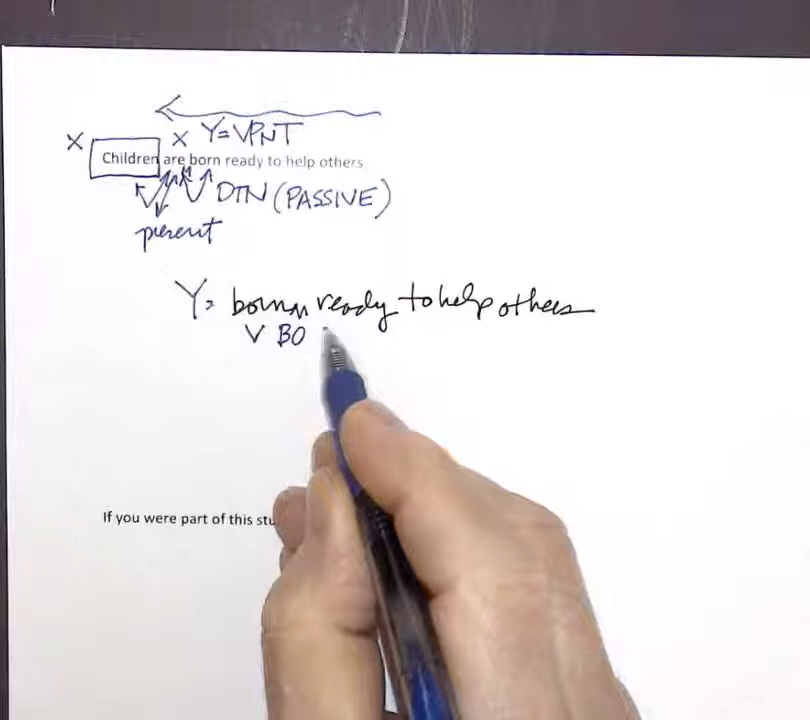 X X Y=VPNT
Children are born ready to help others
DTN (PASSIVE)
present
Y= born ready to help others
V BO
If you were part of this stu